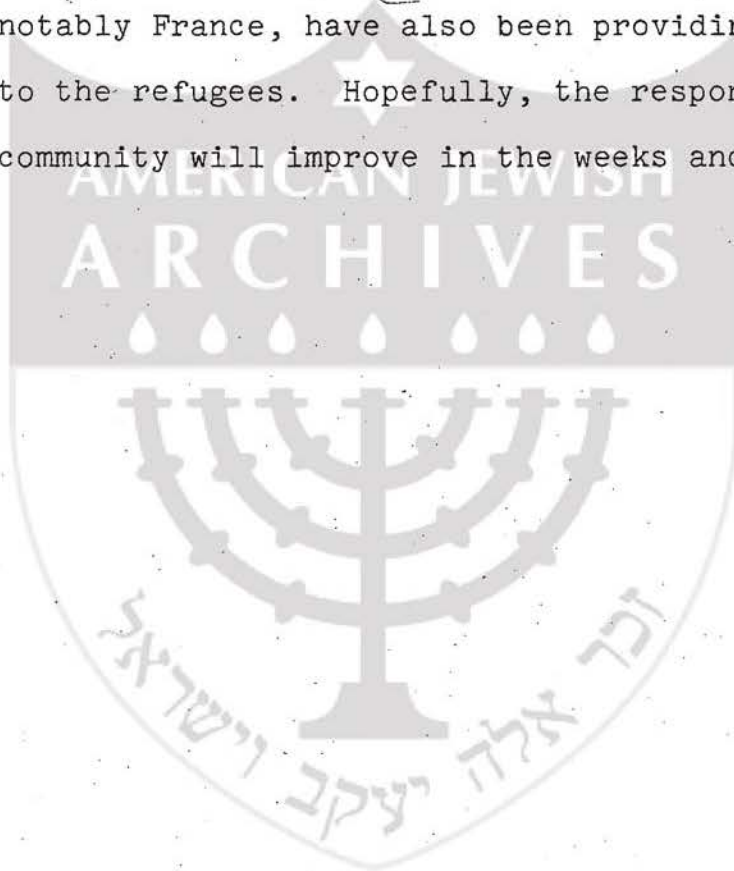 notably France, have also been providin
to the refugees. Hopefully, the respon
community will improve in the weeks and
AMERICAN JEWISH
ARCHIVES
זכר אלה יעקב וישראל